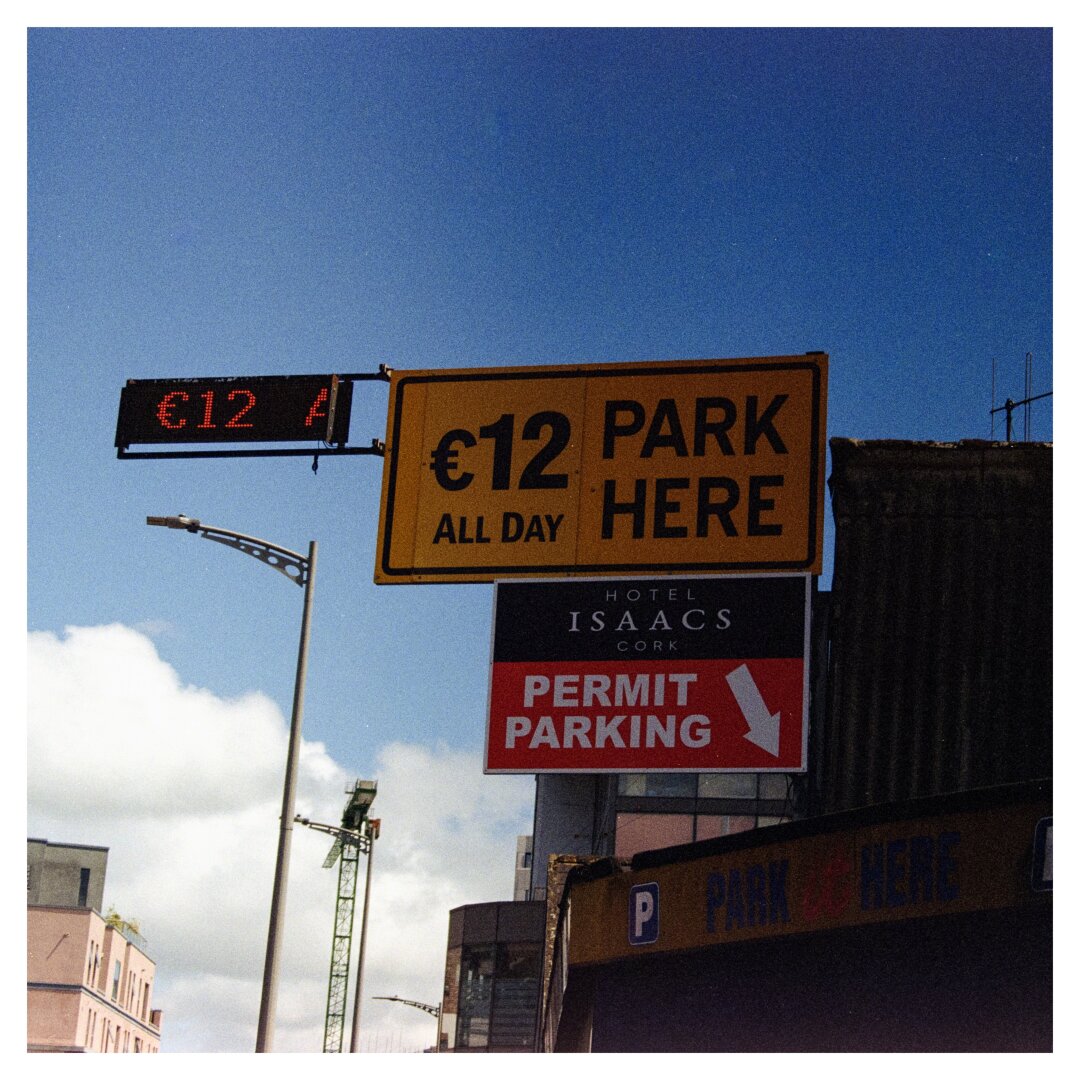 €12 A
€12
ALL DAY
PARK
HERE
HOTEL
ISAACS
CORK
PERMIT
PARKING
P
PARK HERE